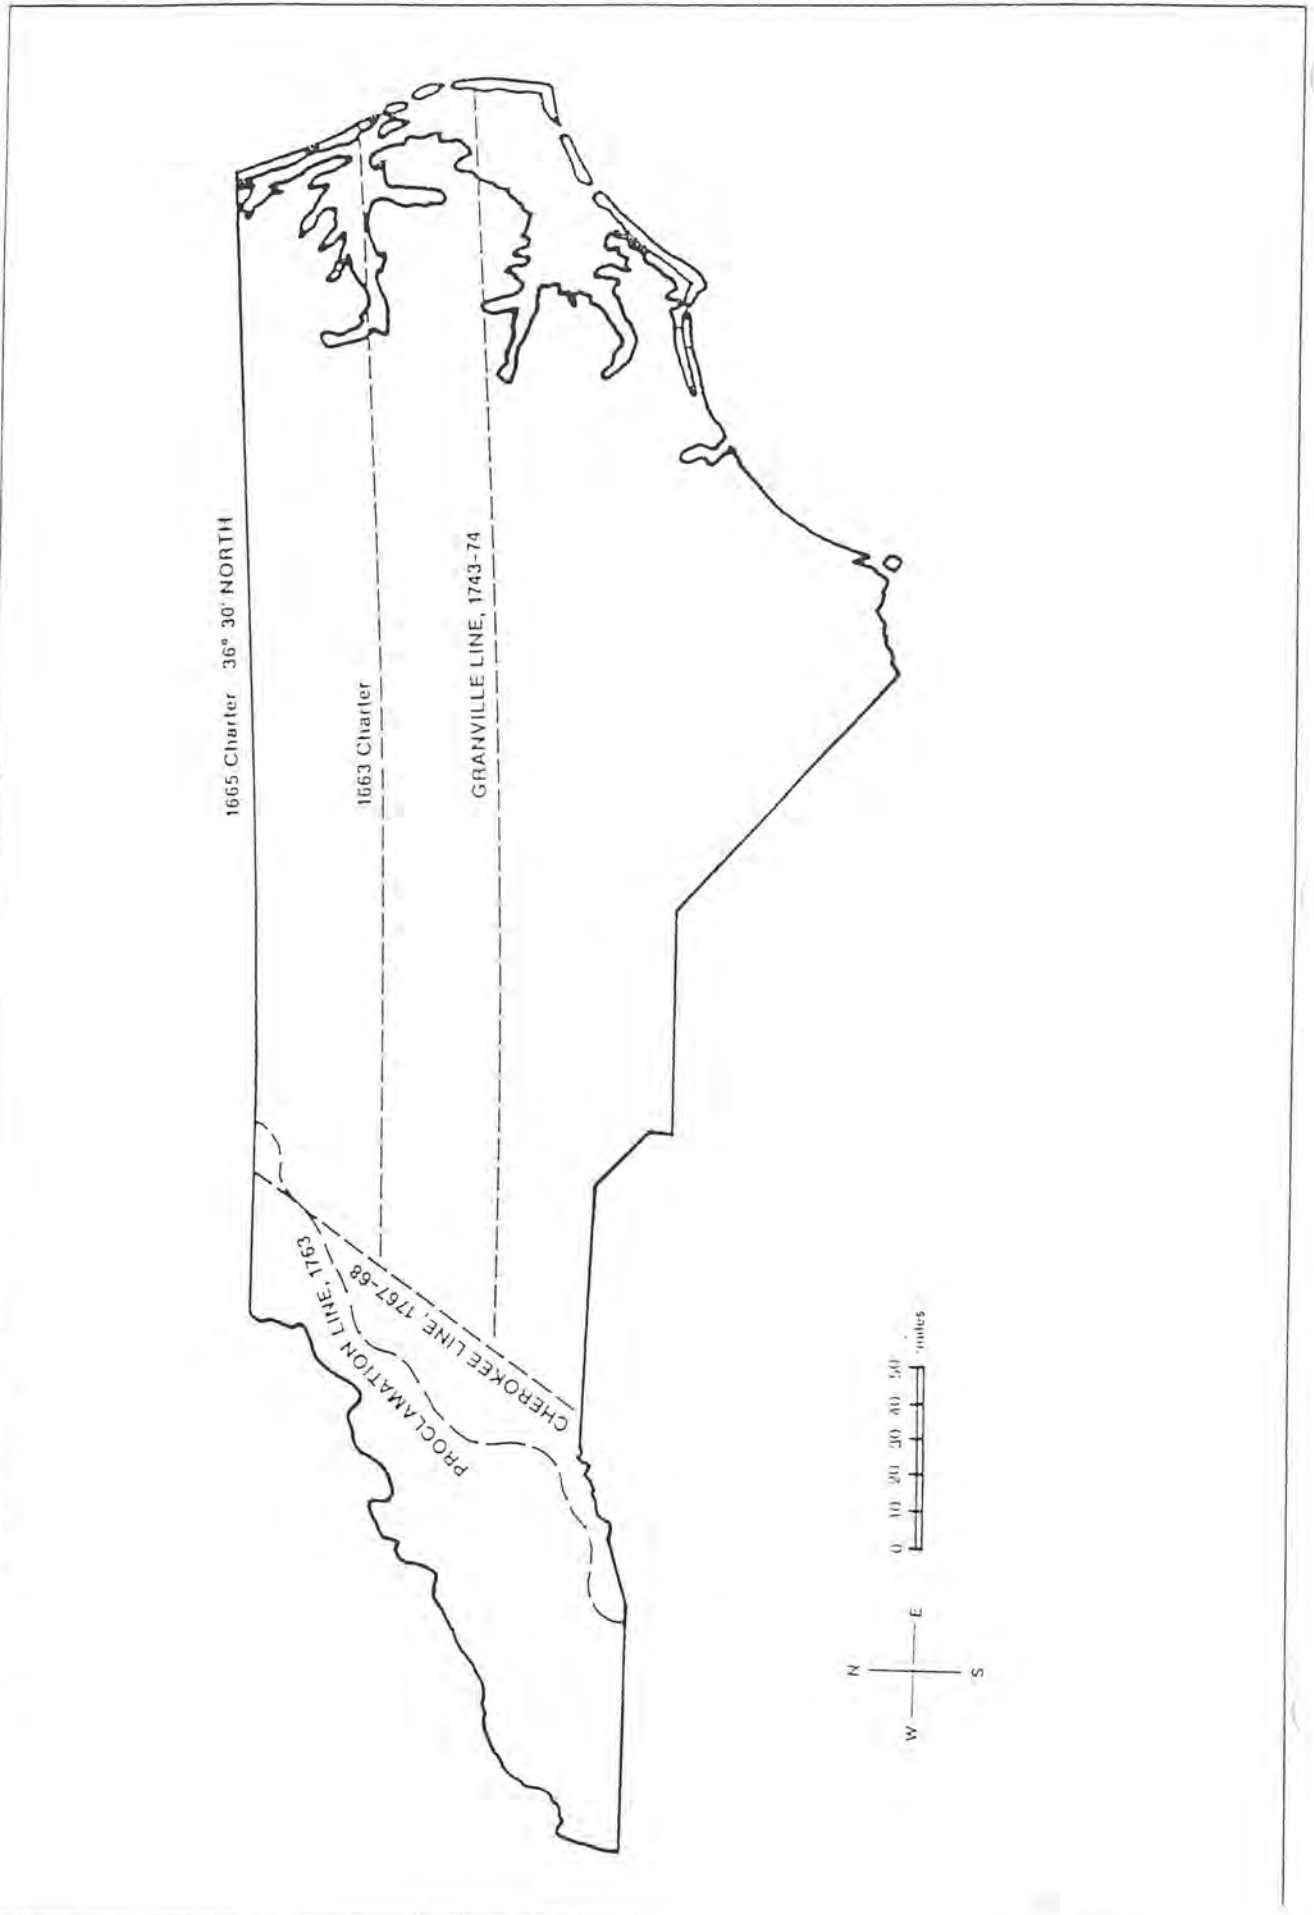 1665 Charter 36° 30' NORTH
1663 Charter
GRANVILLE LINE, 1743-74
PROCLAMATION LINE, 1763
CHEROKEE LINE, 1767-68
N
W
E
S
0 10 20 30 40 50
miles